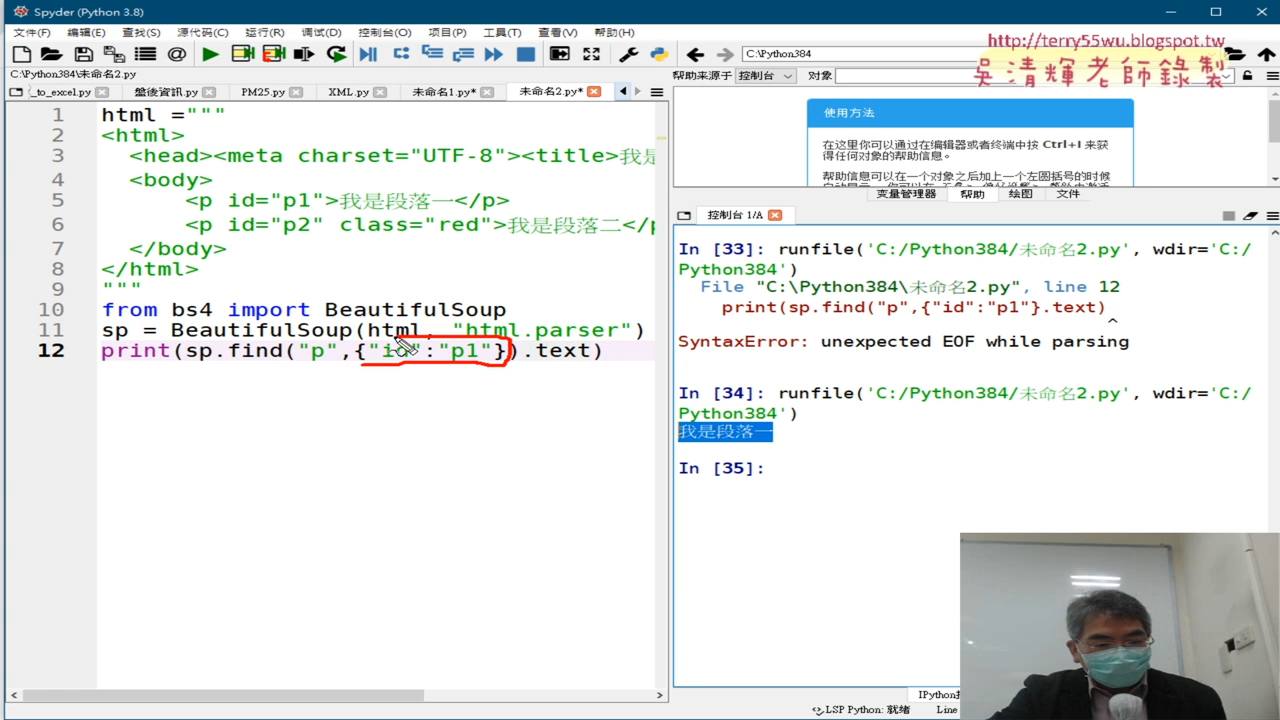 Spyder (Python 3.8)
文件(F) 编辑(E) 查找(S) 源代码(C) 运行(R) 调试(D) 控制台(O) 项目(P) 工具(T) 查看(V) 帮助(H)
http://terry55wu.blogspot.tw
吳清輝老師錄製
C:\Python384
C:\Python384\未命名2.py
帮助来源于 控制台 对象
_to_excel.py 盤後資訊.py PM25.py XML.py 未命名1.py* 未命名2.py*
1 html ="""
2 <html>
3 <head><meta charset="UTF-8"><title>我是
4 <body>
5 <p id="p1">我是段落一</p>
6 <p id="p2" class="red">我是段落二</p
7 </body>
8 </html>
9 """
10 from bs4 import BeautifulSoup
11 sp = BeautifulSoup(html, "html.parser")
12 print(sp.find("p",{"id":"p1"}).text)
使用方法
在这里你可以通过在编辑器或者终端中按 Ctrl+I 来获
得任何对象的帮助信息。
帮助信息可以在一个对象之后加上一个左圆括号的时候
变量管理器 帮助 绘图 文件
控制台 1/A
In [33]: runfile('C:/Python384/未命名2.py', wdir='C:/
Python384')
File "C:\Python384\未命名2.py", line 12
print(sp.find("p",{"id":"p1"}.text)
^
SyntaxError: unexpected EOF while parsing
In [34]: runfile('C:/Python384/未命名2.py', wdir='C:/
Python384')
我是段落一
In [35]:
LSP Python: 就绪 Line